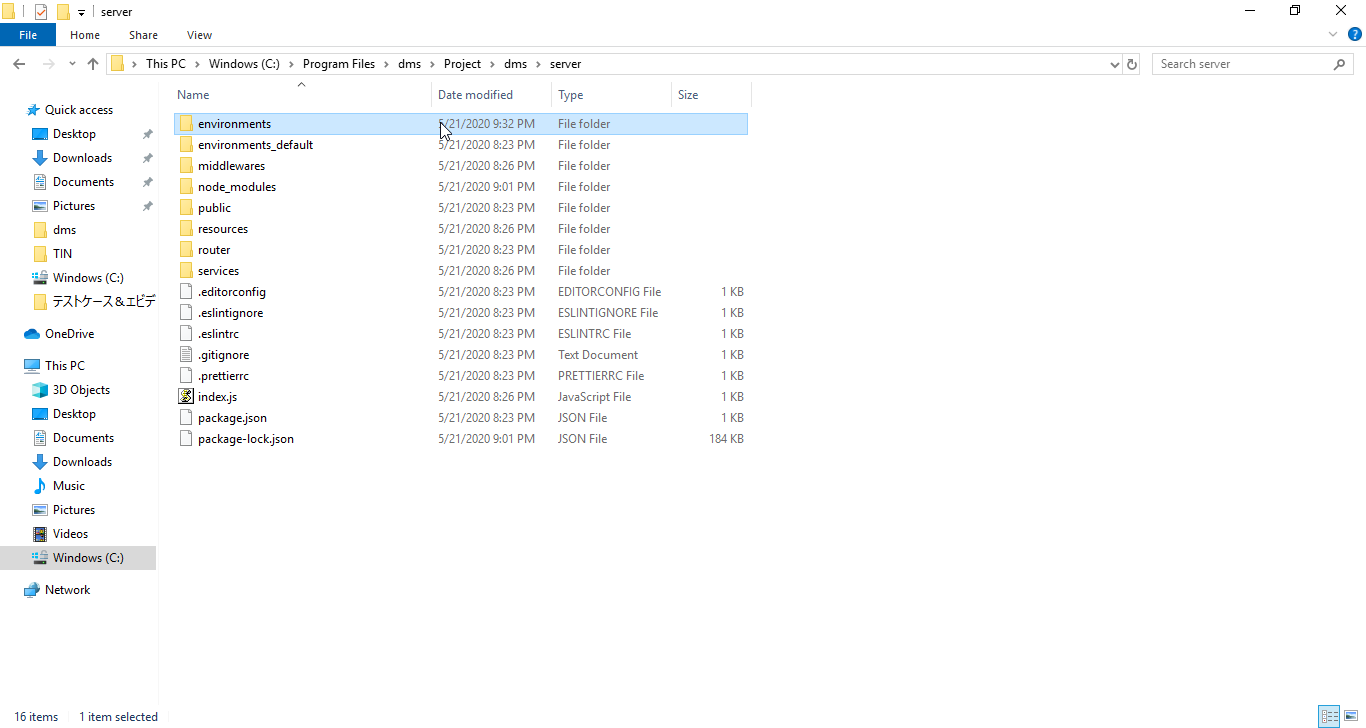 server
File Home Share View
This PC Windows (C:) Program Files dms Project dms server
Search server
Name Date modified Type Size
Quick access
Desktop
Downloads
Documents
Pictures
dms
TIN
Windows (C:)
テストケース＆エビデ
OneDrive
This PC
3D Objects
Desktop
Documents
Downloads
Music
Pictures
Videos
Windows (C:)
Network
environments 5/21/2020 9:32 PM File folder
environments_default 5/21/2020 8:23 PM File folder
middlewares 5/21/2020 8:26 PM File folder
node_modules 5/21/2020 9:01 PM File folder
public 5/21/2020 8:23 PM File folder
resources 5/21/2020 8:26 PM File folder
router 5/21/2020 8:23 PM File folder
services 5/21/2020 8:26 PM File folder
.editorconfig 5/21/2020 8:23 PM EDITORCONFIG File 1 KB
.eslintignore 5/21/2020 8:23 PM ESLINTIGNORE File 1 KB
.eslintrc 5/21/2020 8:23 PM ESLINTRC File 1 KB
.gitignore 5/21/2020 8:23 PM Text Document 1 KB
.prettierrc 5/21/2020 8:23 PM PRETTIERRC File 1 KB
index.js 5/21/2020 8:26 PM JavaScript File 1 KB
package.json 5/21/2020 8:23 PM JSON File 1 KB
package-lock.json 5/21/2020 9:01 PM JSON File 184 KB
16 items 1 item selected